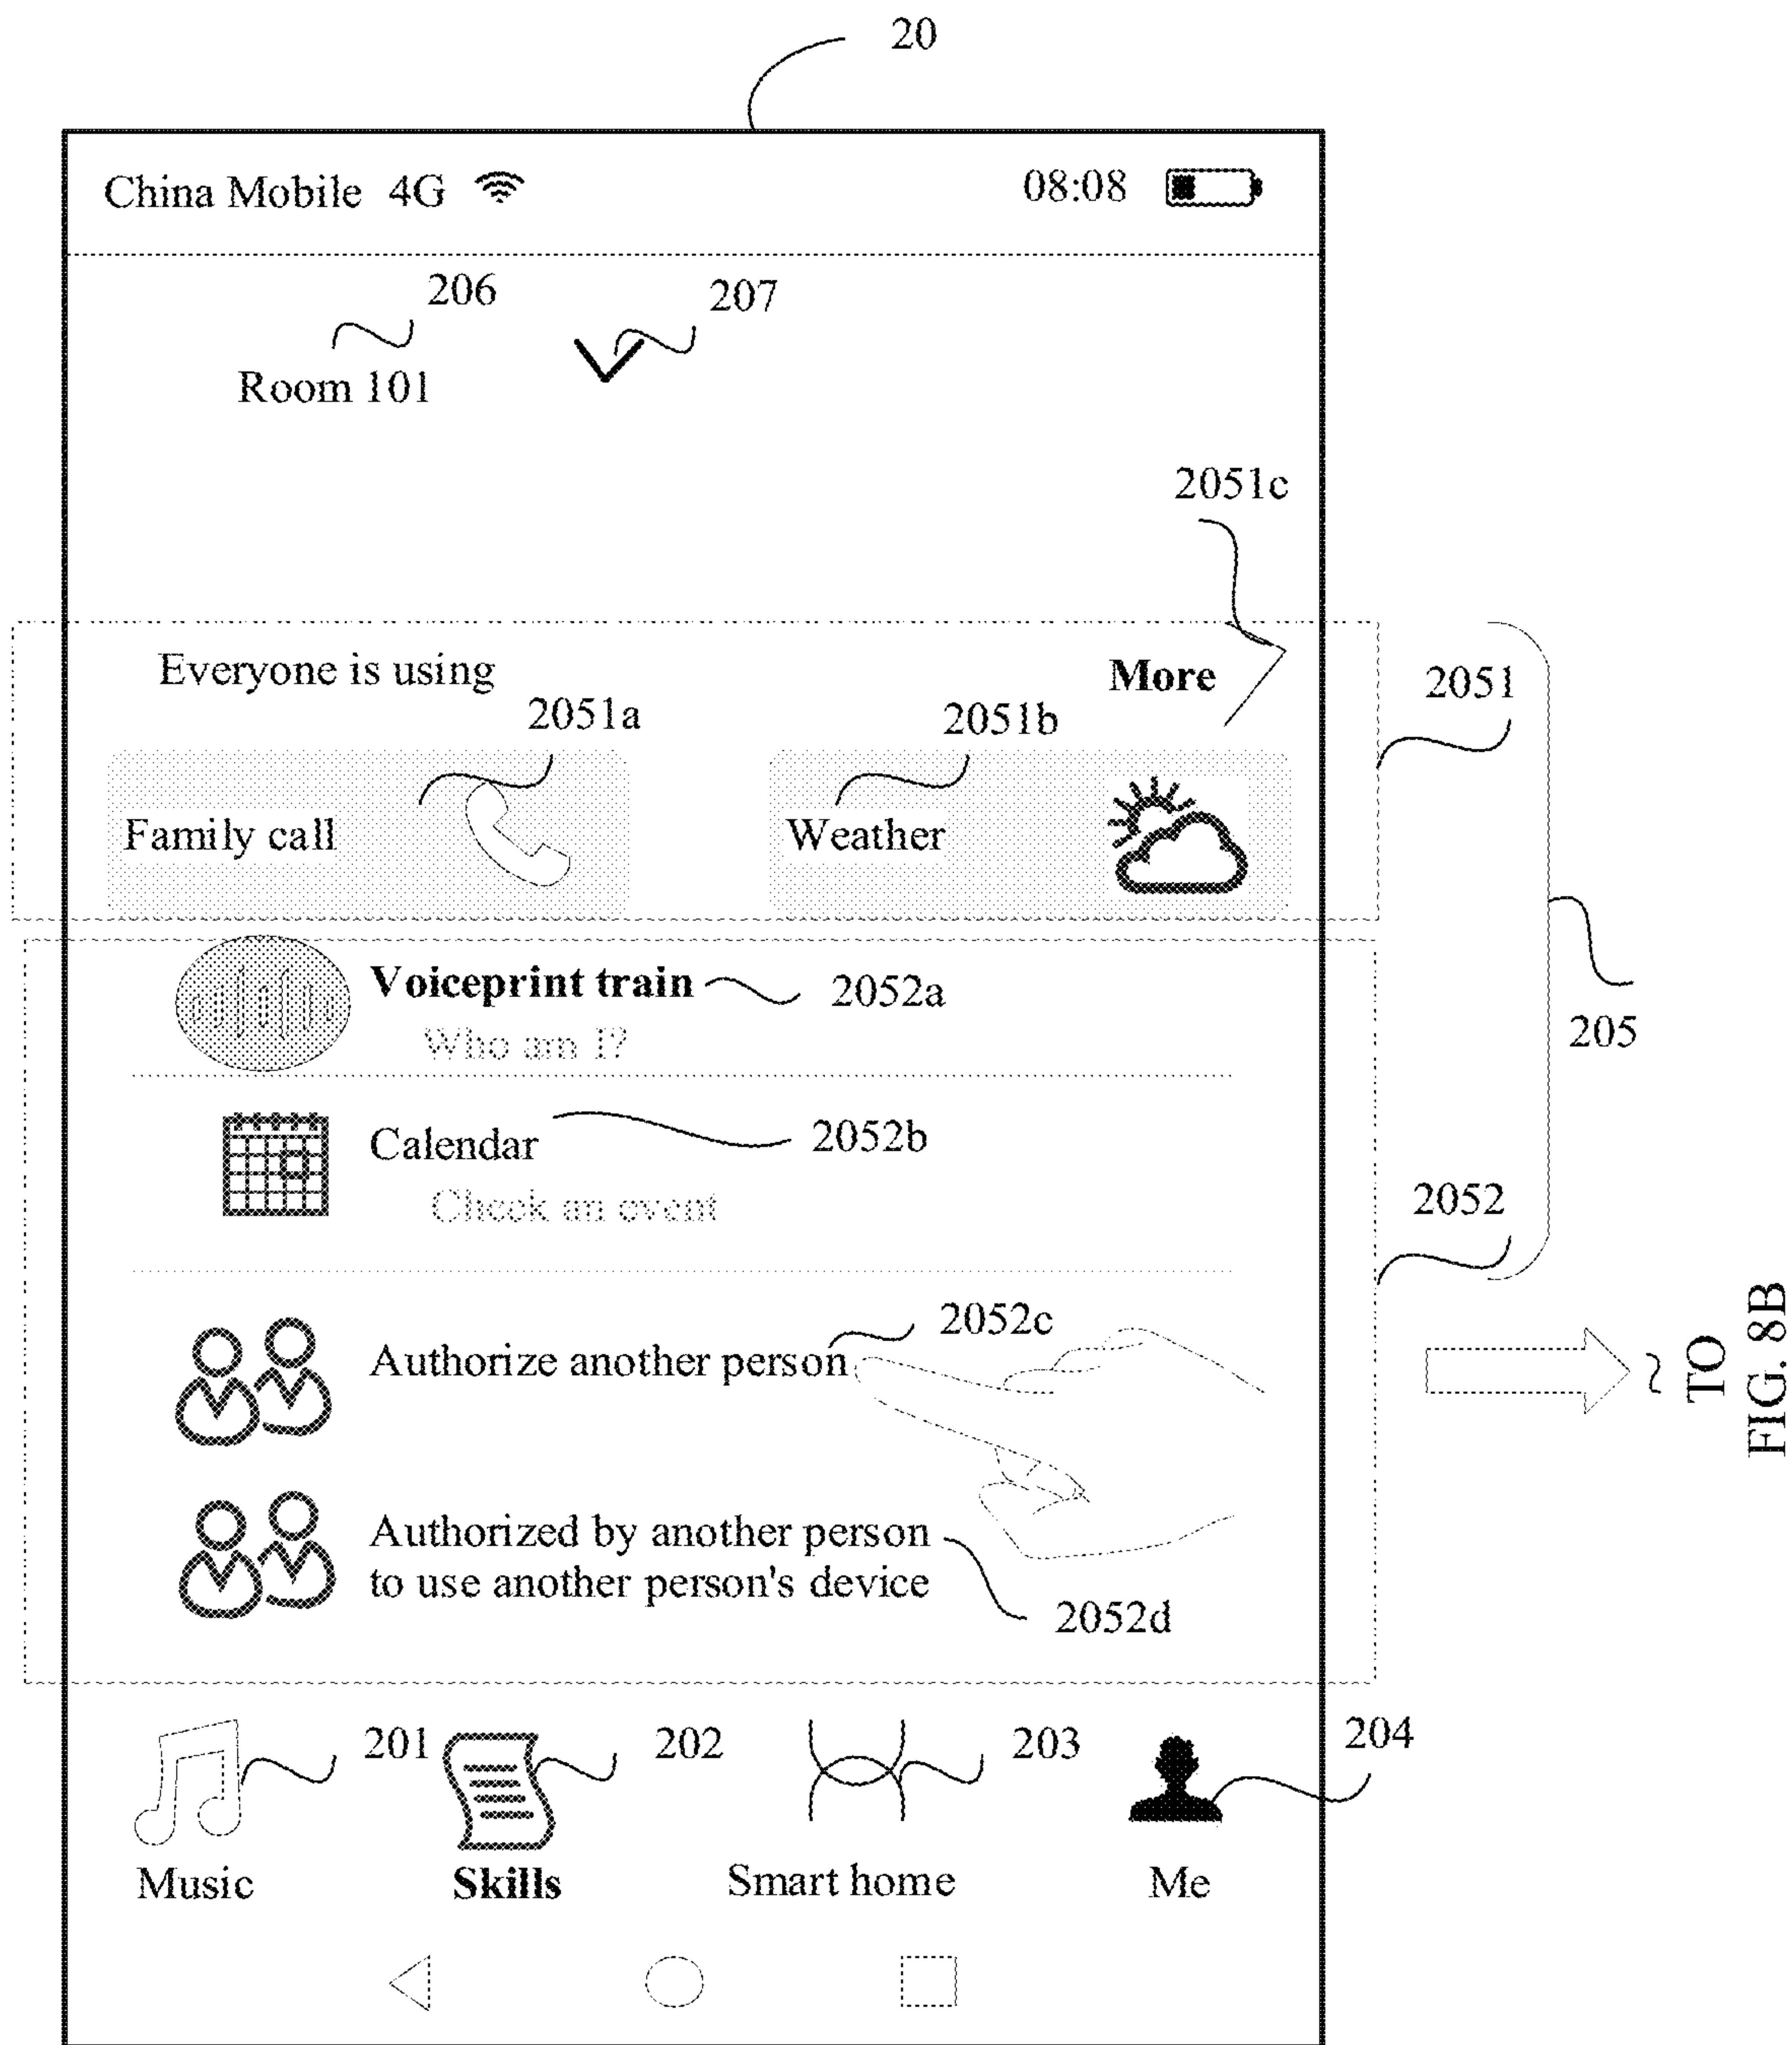 20
China Mobile 4G 08:08
206 207
Room 101
2051c
Everyone is using More
2051
2051a 2051b
Family call Weather
Voiceprint train 2052a
Who am I?
205
Calendar 2052b
Check an event
2052
2052c
Authorize another person
TO
FIG. 8B
Authorized by another person
to use another person's device
2052d
201 202 203 204
Music Skills Smart home Me